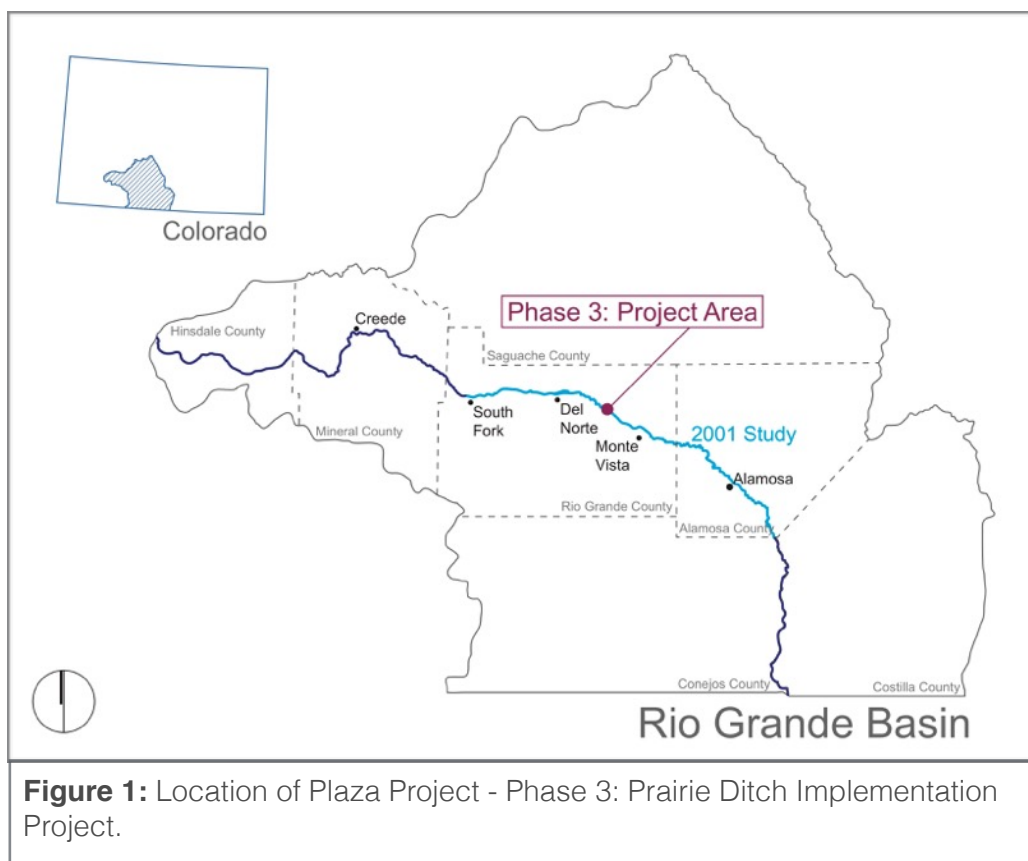 Colorado
Phase 3: Project Area
Creede
Hinsdale County
Saguache County
South
Fork
Del
Norte
2001 Study
Mineral County
Monte
Vista
Alamosa
Rio Grande County
Alamosa County
Conejos County
Costilla County
Rio Grande Basin
Figure 1: Location of Plaza Project - Phase 3: Prairie Ditch Implementation
Project.